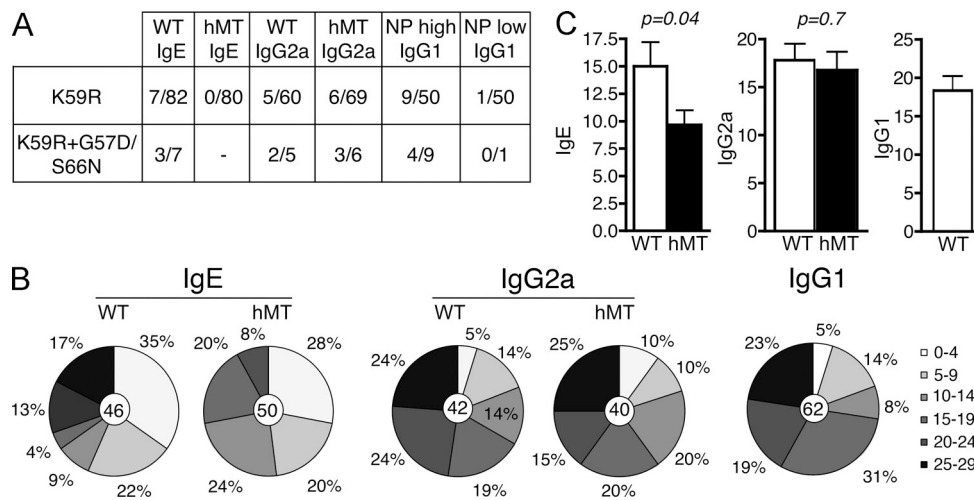 A
WT IgE hMT IgE WT IgG2a hMT IgG2a NP high IgG1 NP low IgG1
K59R 7/82 0/80 5/60 6/69 9/50 1/50
K59R+G57D/S66N 3/7 - 2/5 3/6 4/9 0/1
C
p=0.04
IgE
17.5
15.0
12.5
10.0
7.5
5.0
2.5
0.0
WT hMT
p=0.7
IgG2a
20
15
10
5
0
WT hMT
IgG1
25
20
15
10
5
0
WT
B
IgE
WT
17% 35%
13%
46
4%
9% 22%
hMT
20% 8% 28%
50
24% 20%
IgG2a
WT
5%
24% 14%
42
14%
24% 19%
hMT
25% 10%
10%
40
15% 20%
20%
IgG1
5%
23% 14%
62
8%
19% 31%
0-4
5-9
10-14
15-19
20-24
25-29